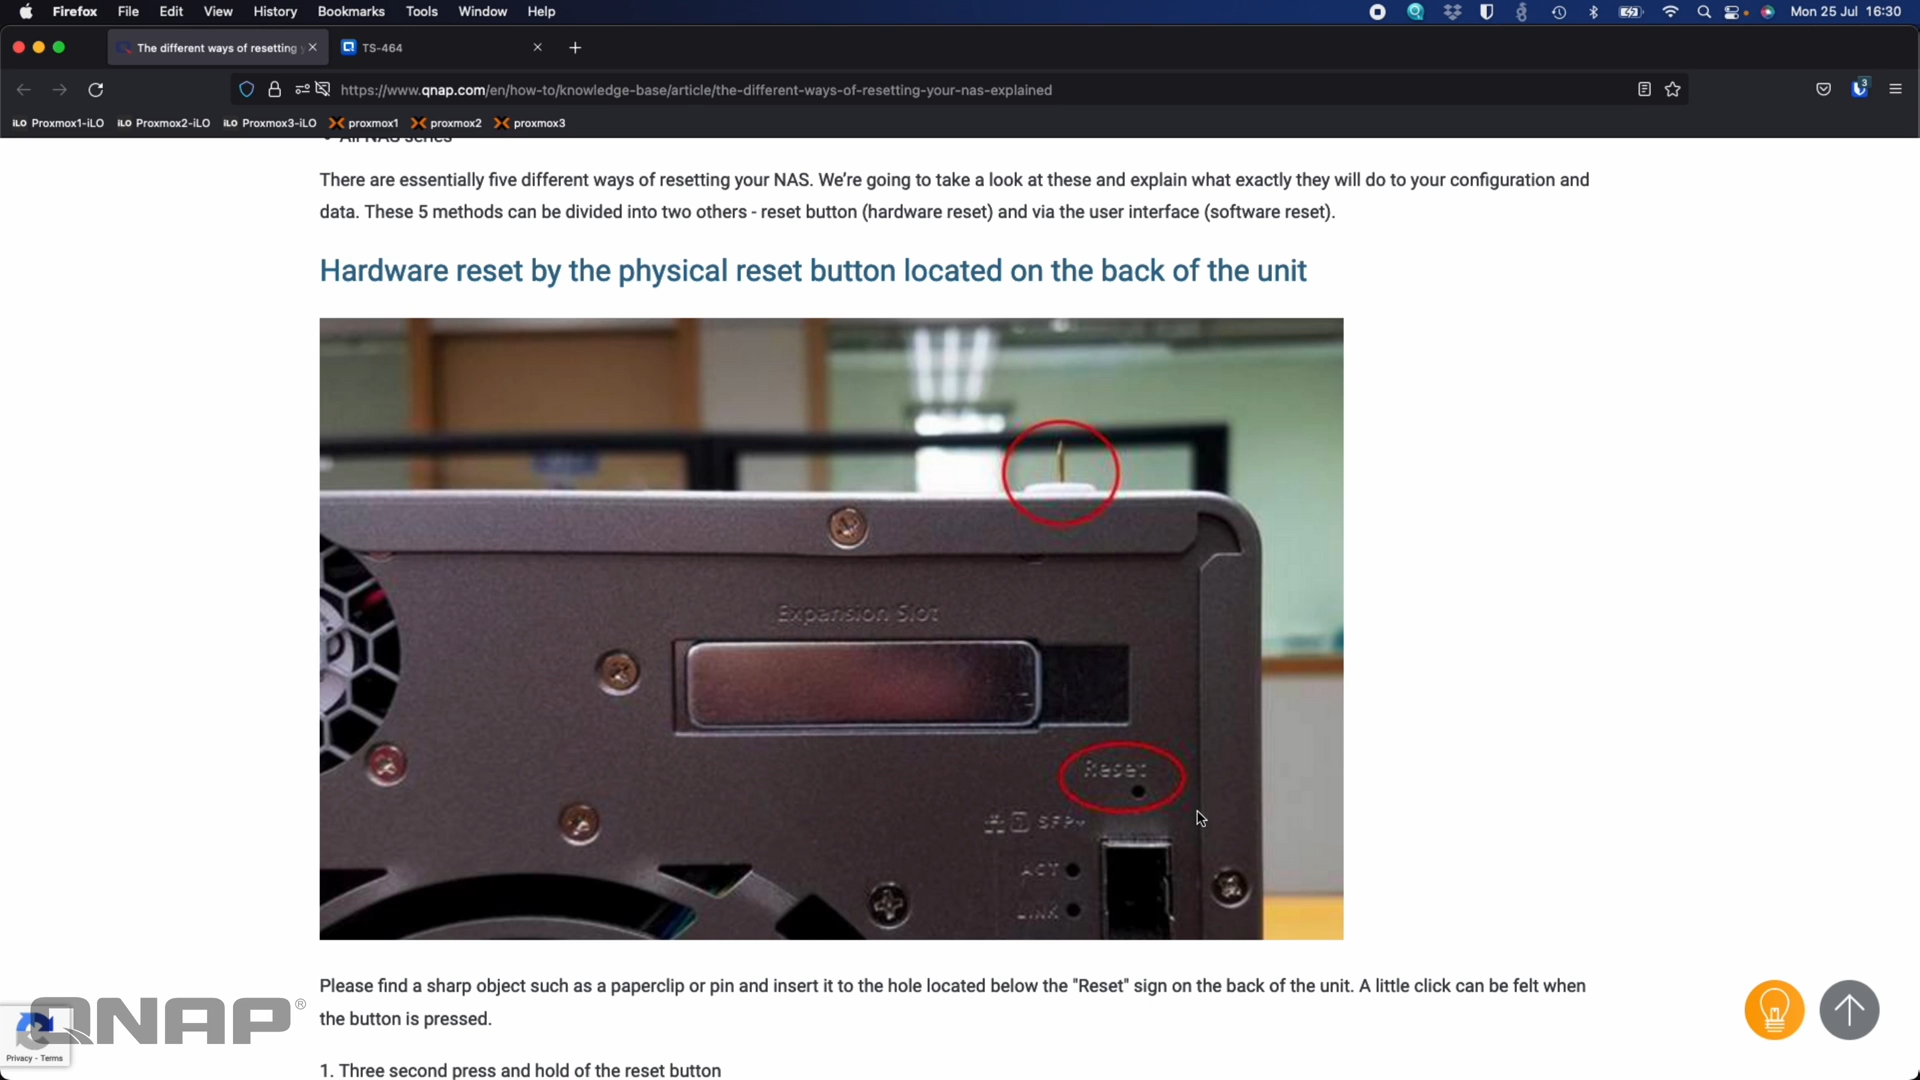 Firefox File Edit View History Bookmarks Tools Window Help Mon 25 Jul 16:30
The different ways of resetting y TS-464
https://www.qnap.com/en/how-to/knowledge-base/article/the-different-ways-of-resetting-your-nas-explained 3
iLO Proxmox1-iLO iLO Proxmox2-iLO iLO Proxmox3-iLO proxmox1 proxmox2 proxmox3
• All NAS series
There are essentially five different ways of resetting your NAS. We're going to take a look at these and explain what exactly they will do to your configuration and
data. These 5 methods can be divided into two others - reset button (hardware reset) and via the user interface (software reset).
Hardware reset by the physical reset button located on the back of the unit
Expansion Slot
Reset
SFP+
ACT
LINK
Please find a sharp object such as a paperclip or pin and insert it to the hole located below the "Reset" sign on the back of the unit. A little click can be felt when
the button is pressed.
QNAP®
Privacy - Terms
1. Three second press and hold of the reset button